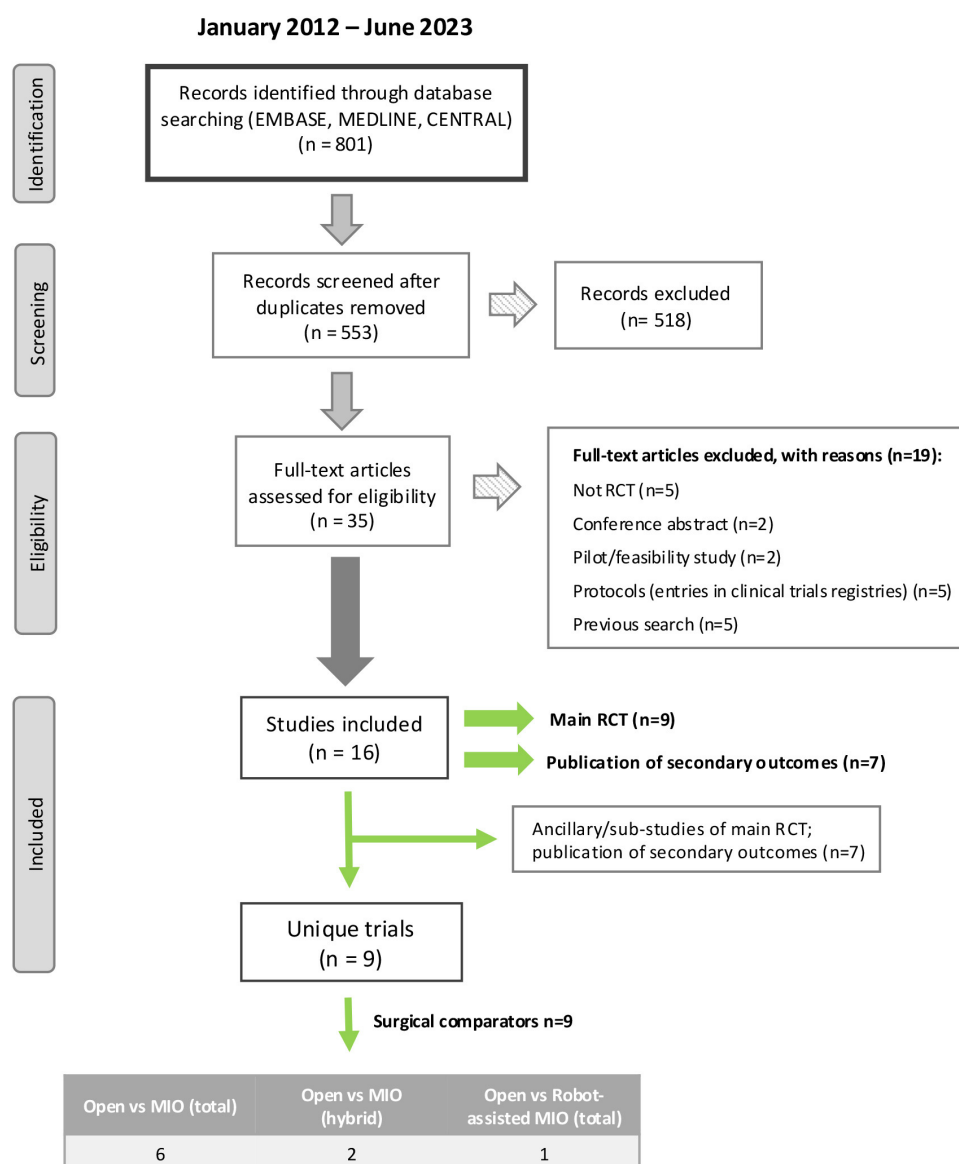 January 2012 – June 2023
Identification
Records identified through database
searching (EMBASE, MEDLINE, CENTRAL)
(n = 801)
Screening
Records screened after
duplicates removed
(n = 553)
Records excluded
(n= 518)
Eligibility
Full-text articles
assessed for eligibility
(n = 35)
Full-text articles excluded, with reasons (n=19):
Not RCT (n=5)
Conference abstract (n=2)
Pilot/feasibility study (n=2)
Protocols (entries in clinical trials registries) (n=5)
Previous search (n=5)
Included
Studies included
(n = 16)
Main RCT (n=9)
Publication of secondary outcomes (n=7)
Ancillary/sub-studies of main RCT;
publication of secondary outcomes (n=7)
Unique trials
(n = 9)
Surgical comparators n=9
Open vs MIO (total)
Open vs MIO
(hybrid)
Open vs Robot-
assisted MIO (total)
6
2
1